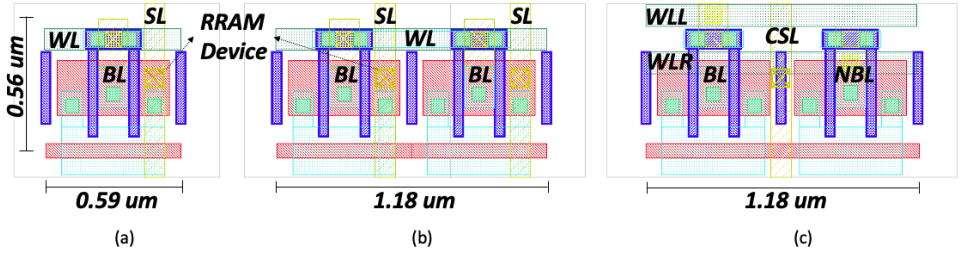 SL RRAM SL SL WLL
WL Device WL WLR CSL
BL BL BL BL NBL
0.56 um
0.59 um 1.18 um 1.18 um
(a) (b) (c)